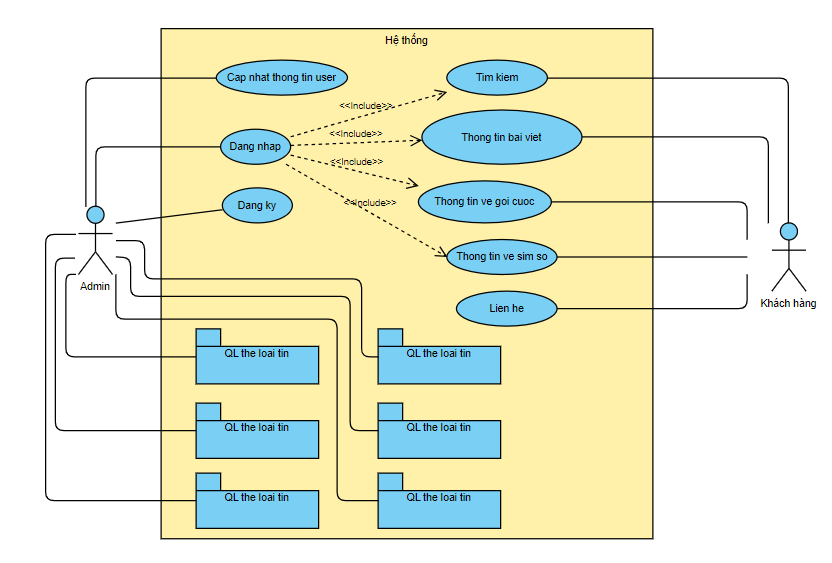 Hệ thống
Cap nhat thong tin user
Tim kiem
<<Include>>
<<Include>>
Dang nhap
Thong tin bai viet
<<Include>>
Dang ky
Thong tin ve goi cuoc
<<Include>>
Thong tin ve sim so
Admin
Khách hàng
Lien he
QL the loai tin
QL the loai tin
QL the loai tin
QL the loai tin
QL the loai tin
QL the loai tin